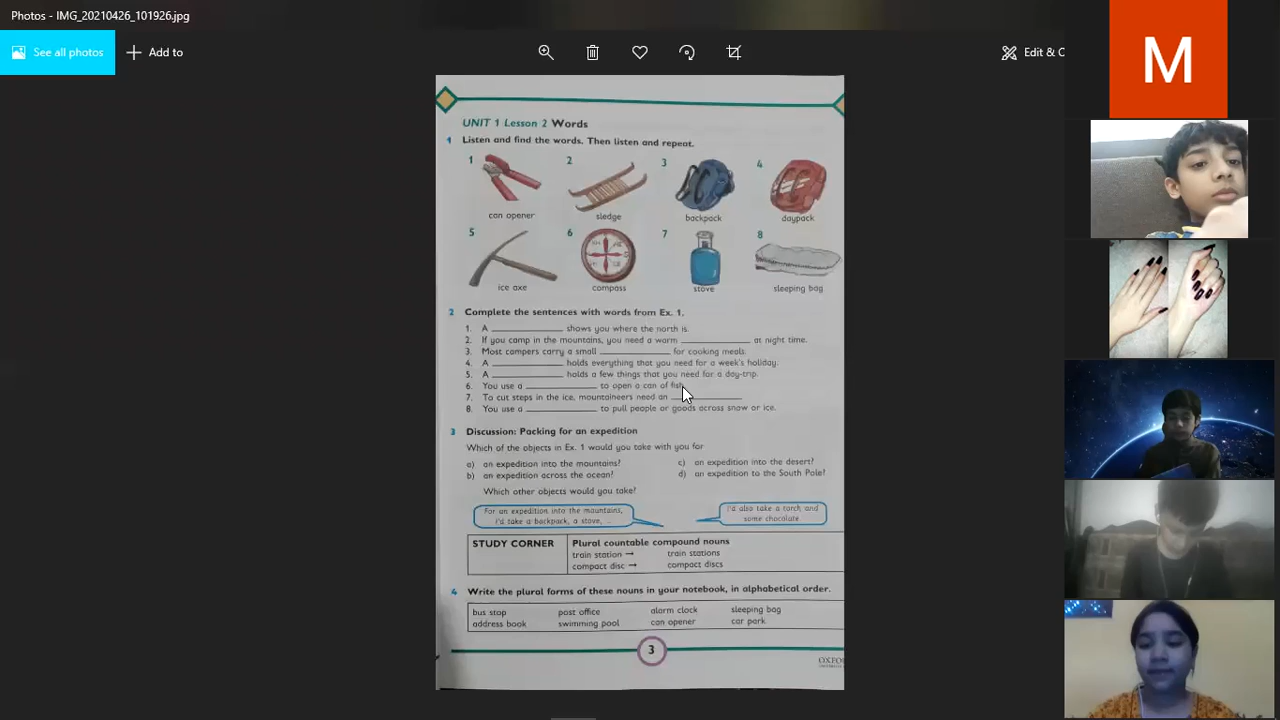 Photos - IMG_20210426_101926.jpg
See all photos
Add to
Edit & C
M
UNIT 1 Lesson 2 Words
1 Listen and find the words. Then listen and repeat.
1 2 3 4
can opener sledge backpack daypack
5 6 7 8
ice axe compass stove sleeping bag
2 Complete the sentences with words from Ex. 1.
1. A ____________ shows you where the north is.
2. If you camp in the mountains, you need a warm ____________ at night time.
3. Most campers carry a small ____________ for cooking meals.
4. A ____________ holds everything that you need for a week's holiday.
5. A ____________ holds a few things that you need for a day-trip.
6. You use a ____________ to open a can of fish
7. To cut steps in the ice, mountaineers need an ____________
8. You use a ____________ to pull people or goods across snow or ice.
3 Discussion: Packing for an expedition
Which of the objects in Ex. 1 would you take with you for
a) an expedition into the mountains? c) an expedition into the desert?
b) an expedition across the ocean? d) an expedition to the South Pole?
Which other objects would you take?
For an expedition into the mountains,
I'd take a backpack, a stove, ...
I'd also take a torch and
some chocolate
STUDY CORNER Plural countable compound nouns
train station → train stations
compact disc → compact discs
4 Write the plural forms of these nouns in your notebook, in alphabetical order.
bus stop post office alarm clock sleeping bag
address book swimming pool can opener car park
3
OXFO